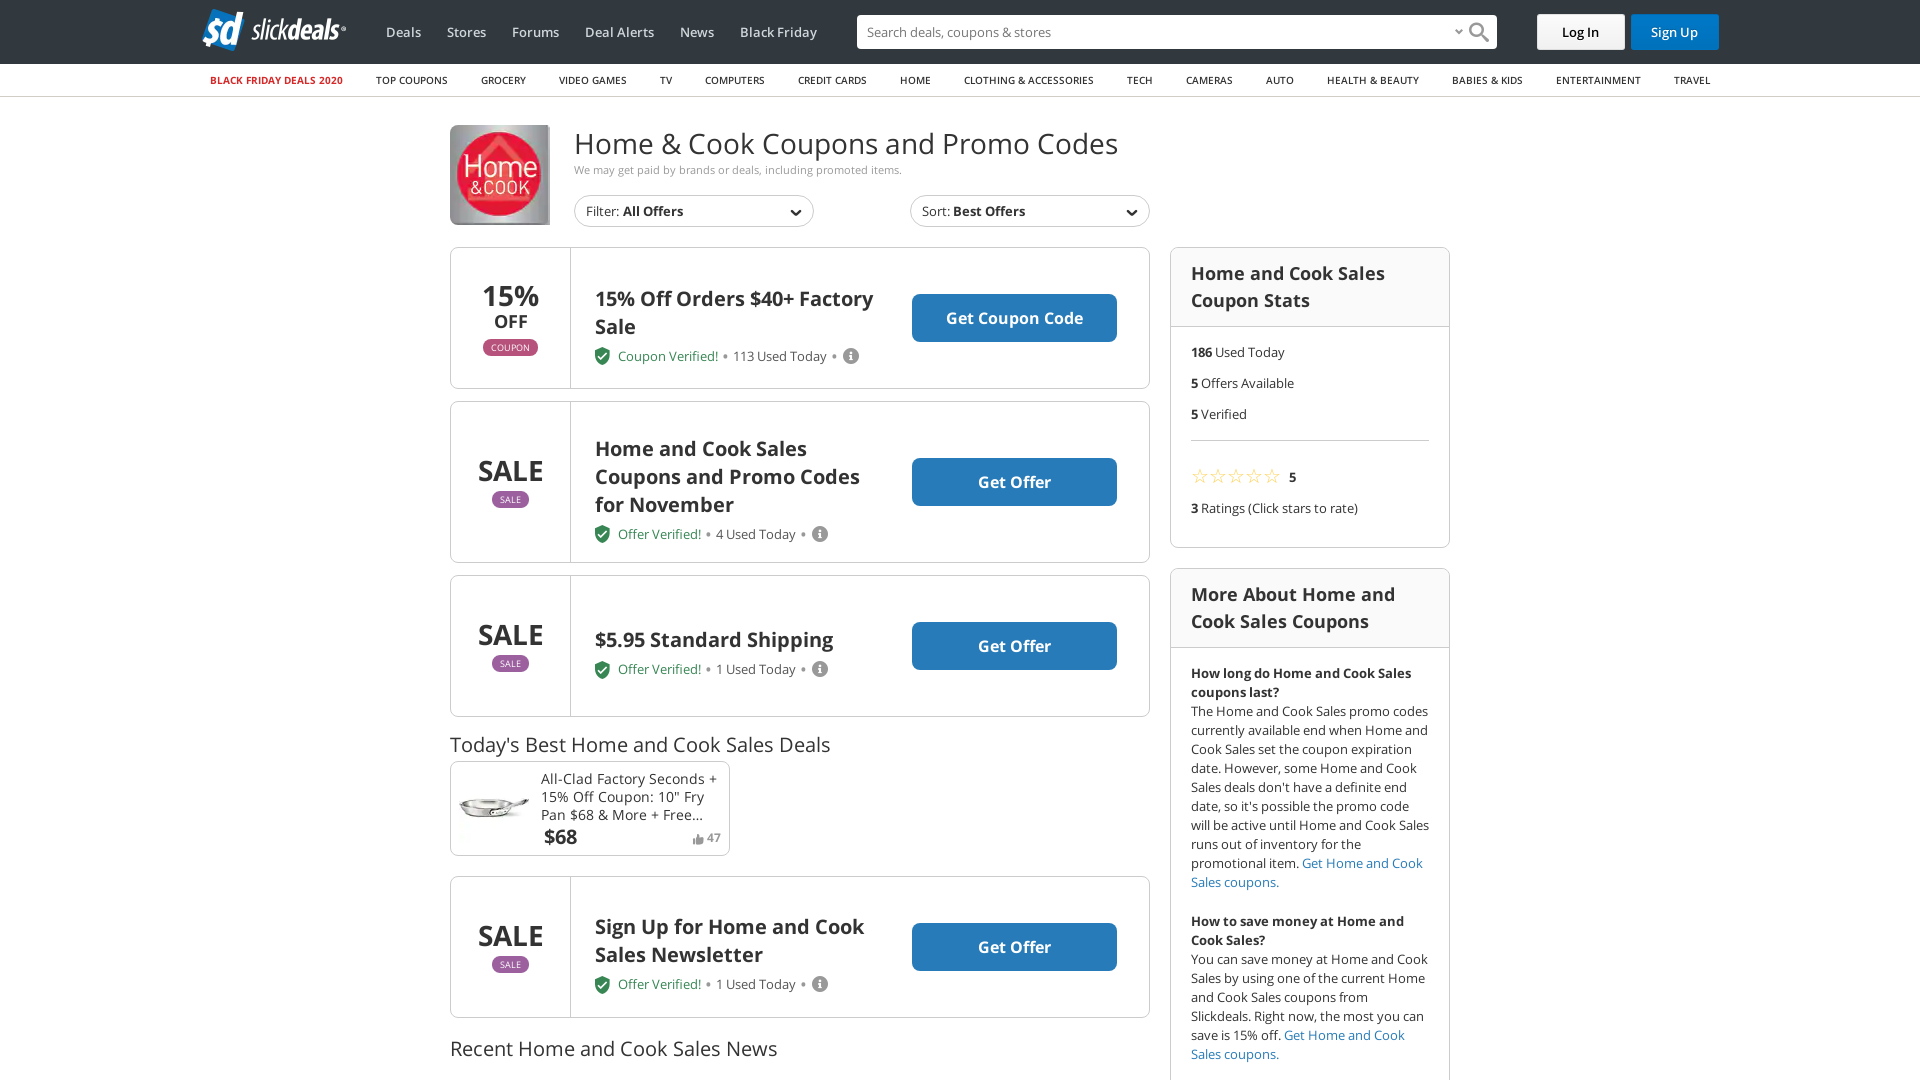 sd slickdeals®
Deals Stores Forums Deal Alerts News Black Friday
Search deals, coupons & stores
Log In Sign Up
BLACK FRIDAY DEALS 2020 TOP COUPONS GROCERY VIDEO GAMES TV COMPUTERS CREDIT CARDS HOME CLOTHING & ACCESSORIES TECH CAMERAS AUTO HEALTH & BEAUTY BABIES & KIDS ENTERTAINMENT TRAVEL
Home
&COOK
Home & Cook Coupons and Promo Codes
We may get paid by brands or deals, including promoted items.
Filter: All Offers
Sort: Best Offers
15%
OFF
COUPON
15% Off Orders $40+ Factory
Sale
Coupon Verified! • 113 Used Today •
Get Coupon Code
SALE
SALE
Home and Cook Sales
Coupons and Promo Codes
for November
Offer Verified! • 4 Used Today •
Get Offer
SALE
SALE
$5.95 Standard Shipping
Offer Verified! • 1 Used Today •
Get Offer
Today's Best Home and Cook Sales Deals
All-Clad Factory Seconds +
15% Off Coupon: 10" Fry
Pan $68 & More + Free...
$68
47
SALE
SALE
Sign Up for Home and Cook
Sales Newsletter
Offer Verified! • 1 Used Today •
Get Offer
Recent Home and Cook Sales News
Home and Cook Sales
Coupon Stats
186 Used Today
5 Offers Available
5 Verified
☆☆☆☆☆ 5
3 Ratings (Click stars to rate)
More About Home and
Cook Sales Coupons
How long do Home and Cook Sales
coupons last?
The Home and Cook Sales promo codes
currently available end when Home and
Cook Sales set the coupon expiration
date. However, some Home and Cook
Sales deals don't have a definite end
date, so it's possible the promo code
will be active until Home and Cook Sales
runs out of inventory for the
promotional item. Get Home and Cook
Sales coupons.
How to save money at Home and
Cook Sales?
You can save money at Home and Cook
Sales by using one of the current Home
and Cook Sales coupons from
Slickdeals. Right now, the most you can
save is 15% off. Get Home and Cook
Sales coupons.